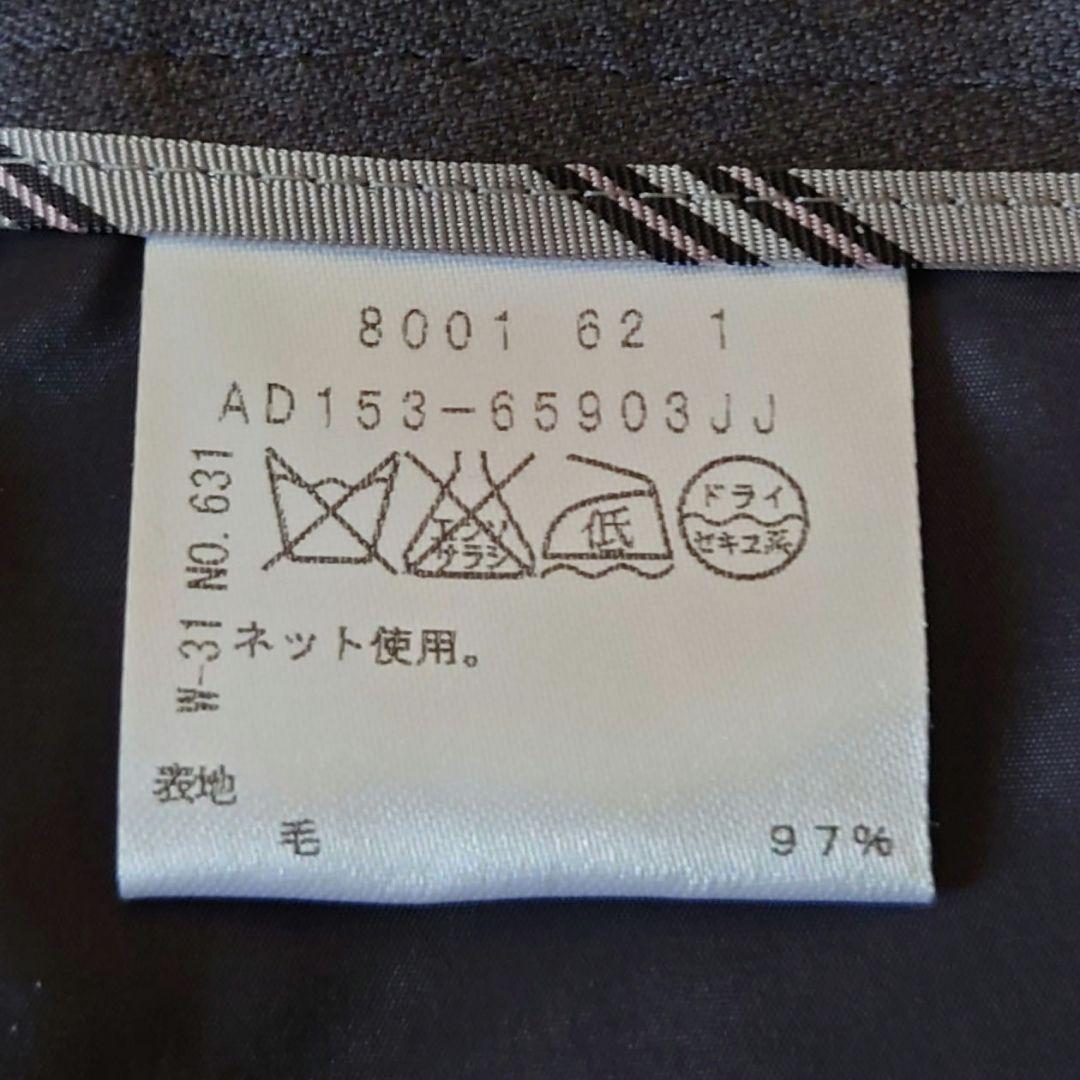 8001 62 1
AD153-65903JJ
エンソ
サラシ
低
ドライ
セキユ系
W-31 NO.631
ネット使用。
表地
毛 97%